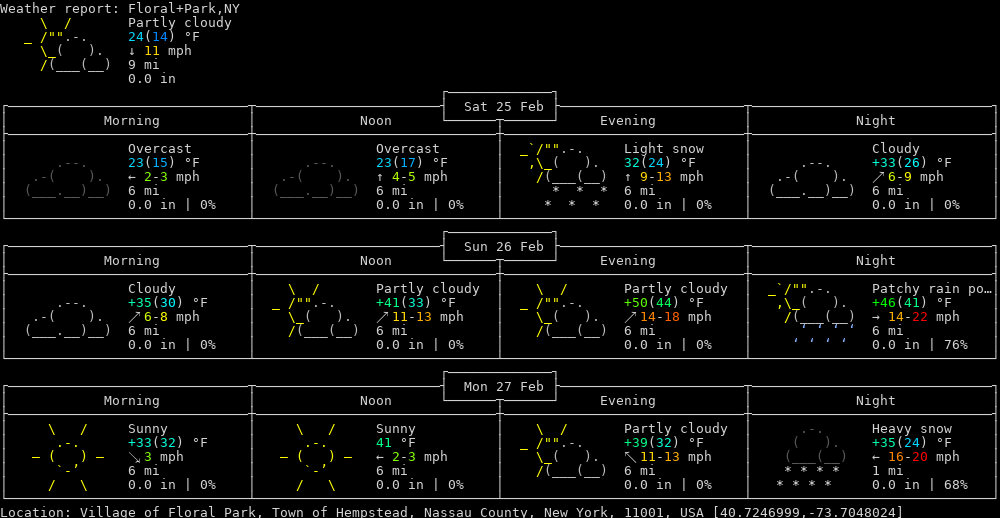 Weather report: Floral+Park,NY
Partly cloudy
24(14) °F
↓ 11 mph
9 mi
0.0 in
Sat 25 Feb
Morning Noon Evening Night
Overcast Overcast Light snow Cloudy
23(15) °F 23(17) °F 32(24) °F +33(26) °F
← 2-3 mph ↑ 4-5 mph ↑ 9-13 mph ↗ 6-9 mph
6 mi 6 mi 6 mi 6 mi
0.0 in | 0% 0.0 in | 0% 0.0 in | 0% 0.0 in | 0%
Sun 26 Feb
Morning Noon Evening Night
Cloudy Partly cloudy Partly cloudy Patchy rain po…
+35(30) °F +41(33) °F +50(44) °F +46(41) °F
↗ 6-8 mph ↗ 11-13 mph ↗ 14-18 mph → 14-22 mph
6 mi 6 mi 6 mi 6 mi
0.0 in | 0% 0.0 in | 0% 0.0 in | 0% 0.0 in | 76%
Mon 27 Feb
Morning Noon Evening Night
Sunny Sunny Partly cloudy Heavy snow
+33(32) °F 41 °F +39(32) °F +35(24) °F
↘ 3 mph ← 2-3 mph ↖ 11-13 mph ← 16-20 mph
6 mi 6 mi 6 mi 1 mi
0.0 in | 0% 0.0 in | 0% 0.0 in | 0% 0.0 in | 68%
Location: Village of Floral Park, Town of Hempstead, Nassau County, New York, 11001, USA [40.7246999,-73.7048024]